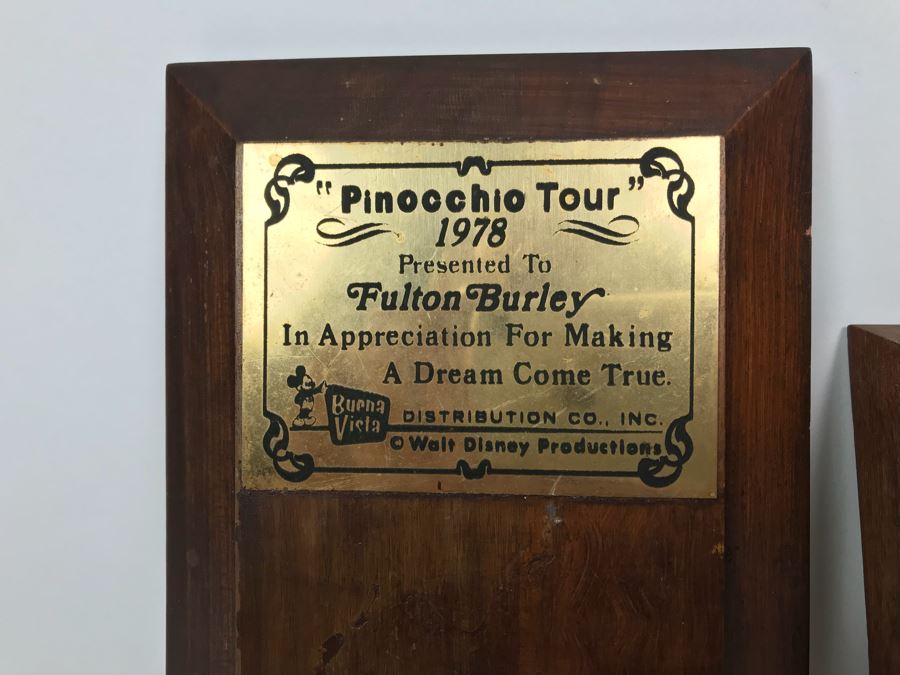 "Pinocchio Tour"
1978
Presented To
Fulton Burley
In Appreciation For Making
A Dream Come True.
Buena
Vista
DISTRIBUTION CO., INC.
© Walt Disney Productions